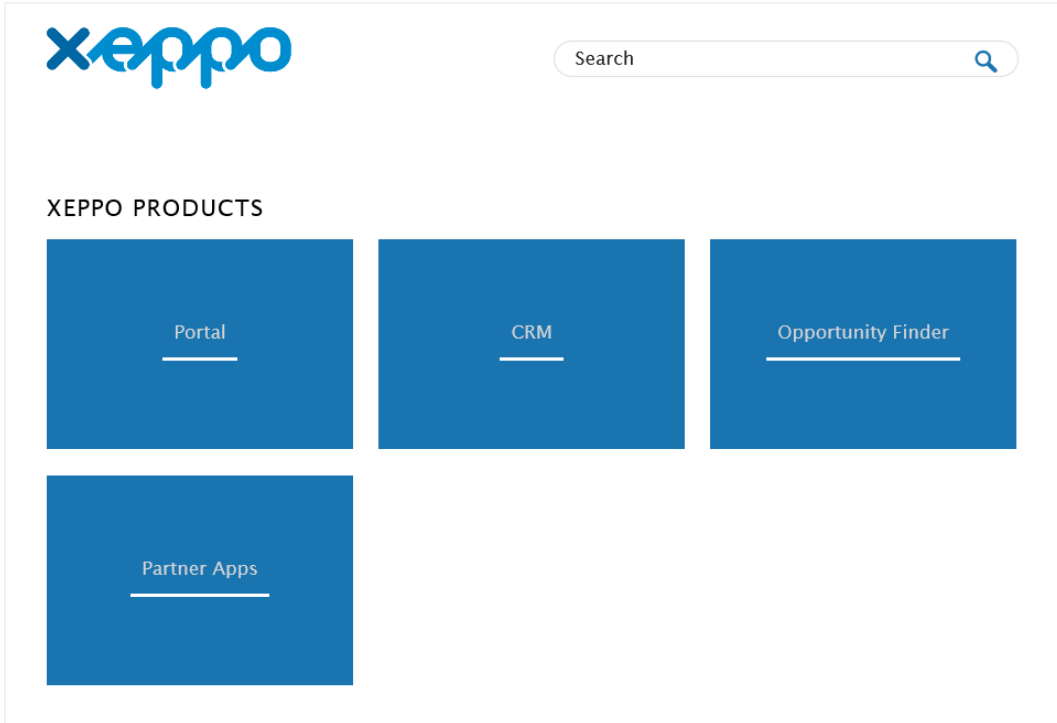 xeppo
Search
XEPPO PRODUCTS
Portal
CRM
Opportunity Finder
Partner Apps